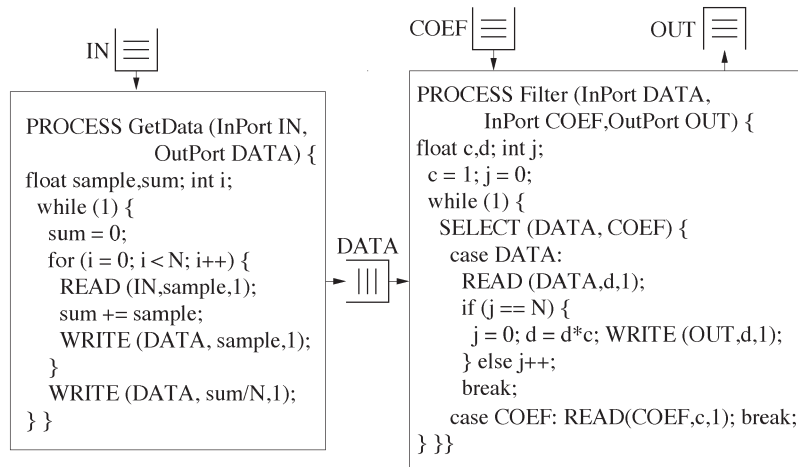 IN
COEF
OUT
PROCESS GetData (InPort IN,
OutPort DATA) {
float sample,sum; int i;
while (1) {
sum = 0;
for (i = 0; i < N; i++) {
READ (IN,sample,1);
sum += sample;
WRITE (DATA, sample,1);
}
WRITE (DATA, sum/N,1);
} }
DATA
PROCESS Filter (InPort DATA,
InPort COEF,OutPort OUT) {
float c,d; int j;
c = 1; j = 0;
while (1) {
SELECT (DATA, COEF) {
case DATA:
READ (DATA,d,1);
if (j == N) {
j = 0; d = d*c; WRITE (OUT,d,1);
} else j++;
break;
case COEF: READ(COEF,c,1); break;
} }}